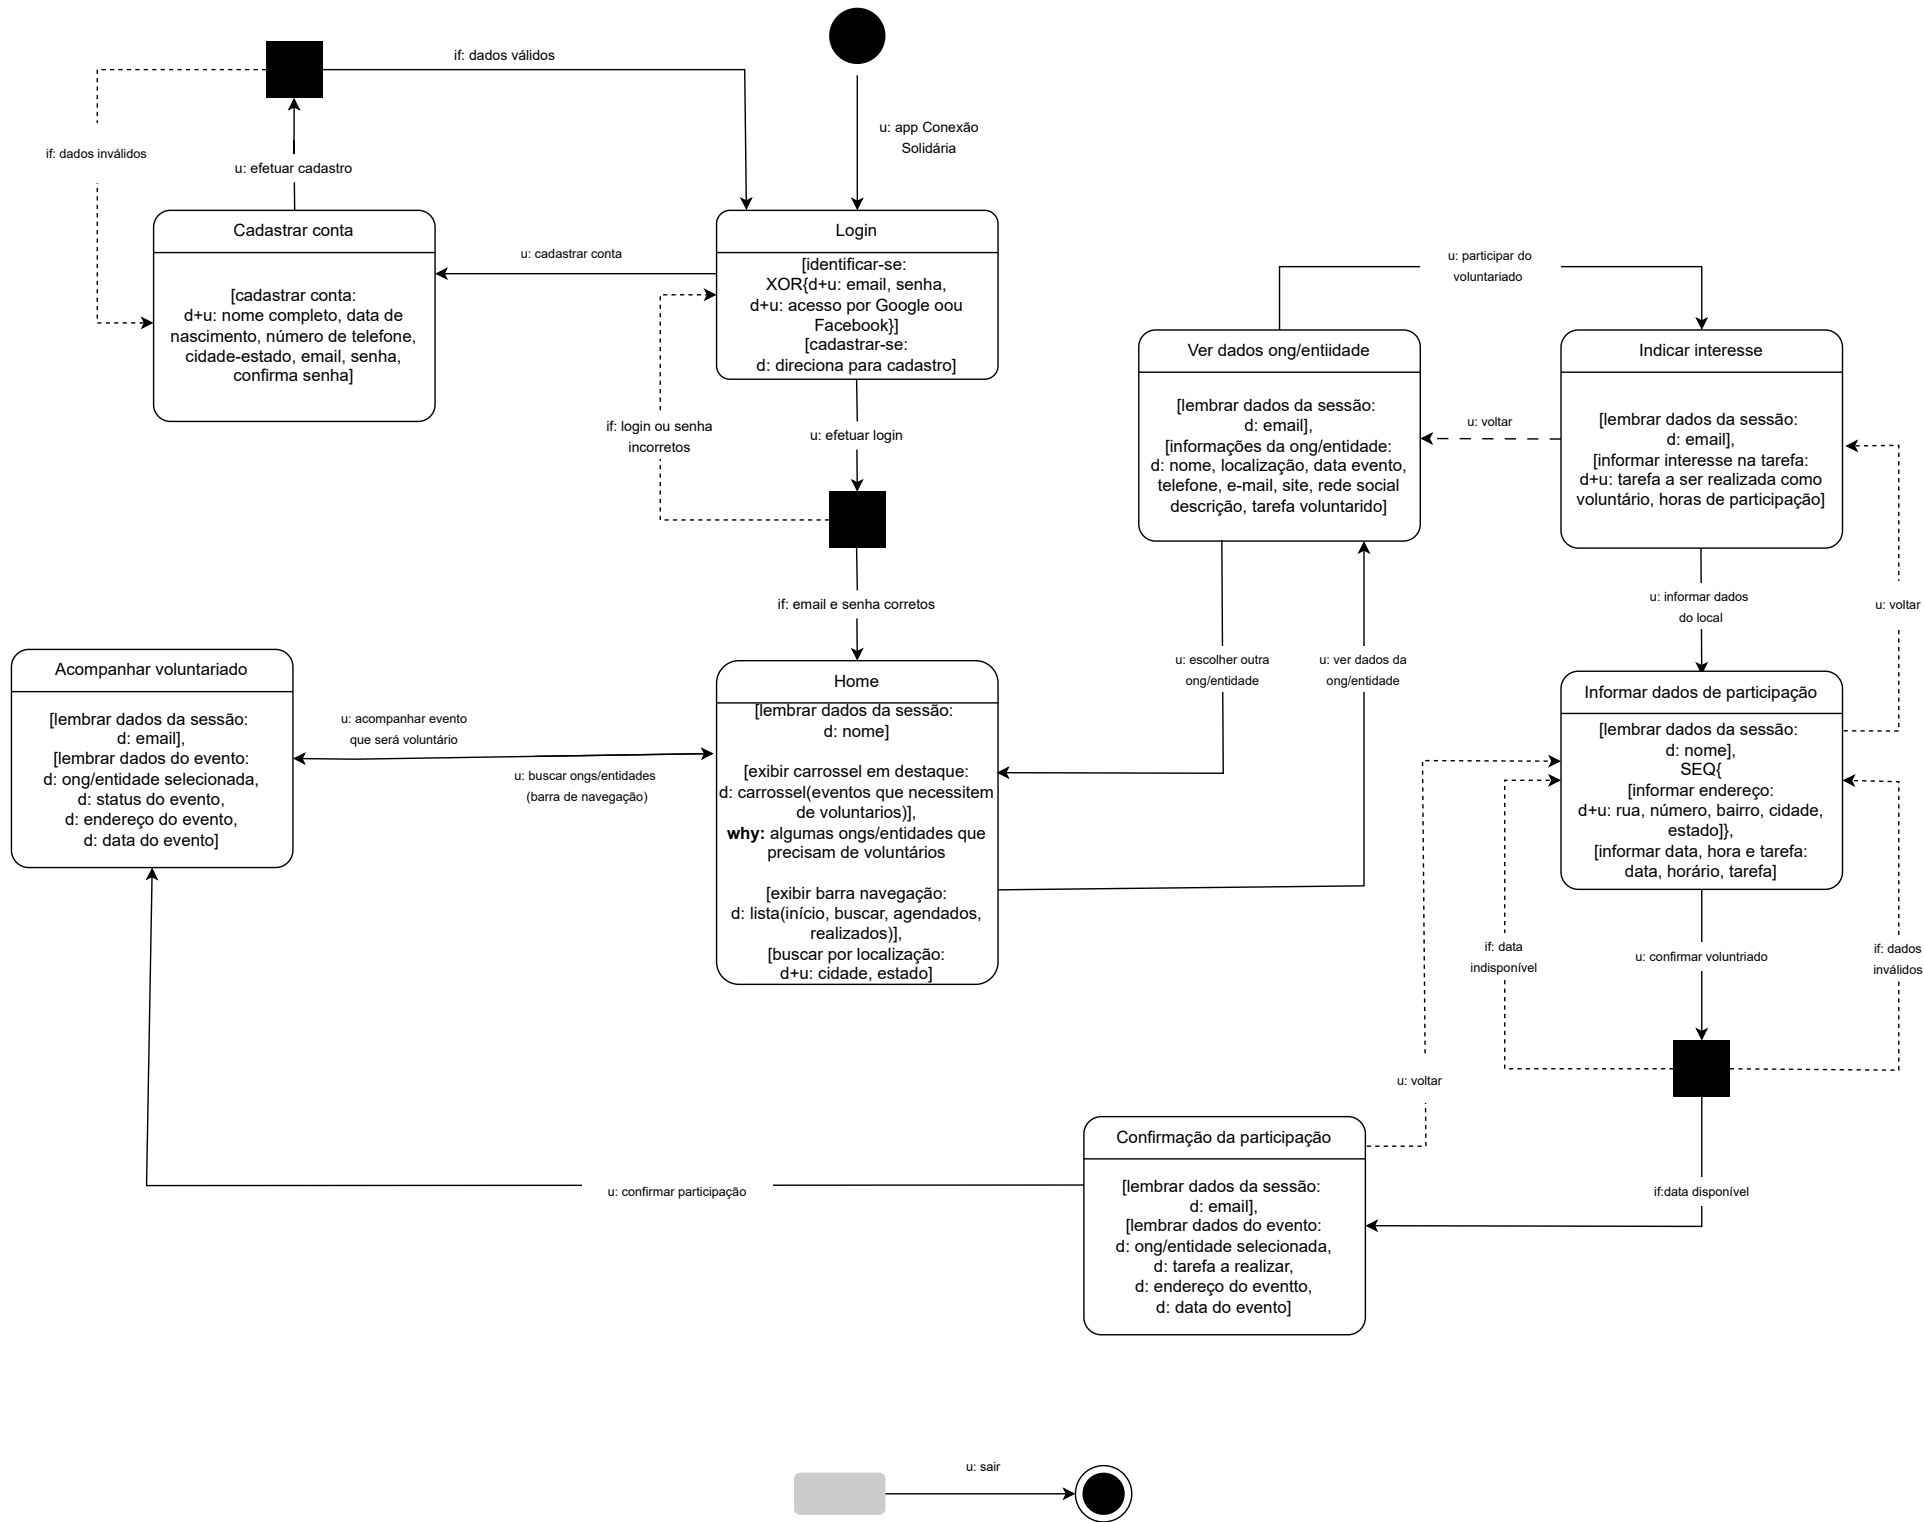 if: dados válidos
u: app Conexão
Solidária
if: dados inválidos
u: efetuar cadastro
Cadastrar conta
[cadastrar conta:
d+u: nome completo, data de
nascimento, número de telefone,
cidade-estado, email, senha,
confirma senha]
u: cadastrar conta
Login
[identificar-se:
XOR{d+u: email, senha,
d+u: acesso por Google oou
Facebook}]
[cadastrar-se:
d: direciona para cadastro]
if: login ou senha
incorretos
u: efetuar login
if: email e senha corretos
u: participar do
voluntariado
Ver dados ong/entiidade
[lembrar dados da sessão:
d: email],
[informações da ong/entidade:
d: nome, localização, data evento,
telefone, e-mail, site, rede social
descrição, tarefa voluntarido]
u: voltar
Indicar interesse
[lembrar dados da sessão:
d: email],
[informar interesse na tarefa:
d+u: tarefa a ser realizada como
voluntário, horas de participação]
u: informar dados
do local
u: voltar
u: escolher outra
ong/entidade
u: ver dados da
ong/entidade
Acompanhar voluntariado
[lembrar dados da sessão:
d: email],
[lembrar dados do evento:
d: ong/entidade selecionada,
d: status do evento,
d: endereço do evento,
d: data do evento]
u: acompanhar evento
que será voluntário
u: buscar ongs/entidades
(barra de navegação)
Home
[lembrar dados da sessão:
d: nome]
[exibir carrossel em destaque:
d: carrossel(eventos que necessitem
de voluntarios)],
why: algumas ongs/entidades que
precisam de voluntários
[exibir barra navegação:
d: lista(início, buscar, agendados,
realizados)],
[buscar por localização:
d+u: cidade, estado]
Informar dados de participação
[lembrar dados da sessão:
d: nome],
SEQ{
[informar endereço:
d+u: rua, número, bairro, cidade,
estado]},
[informar data, hora e tarefa:
data, horário, tarefa]
if: data
indisponível
u: confirmar voluntriado
if: dados
inválidos
u: voltar
if:data disponível
Confirmação da participação
[lembrar dados da sessão:
d: email],
[lembrar dados do evento:
d: ong/entidade selecionada,
d: tarefa a realizar,
d: endereço do eventto,
d: data do evento]
u: confirmar participação
u: sair